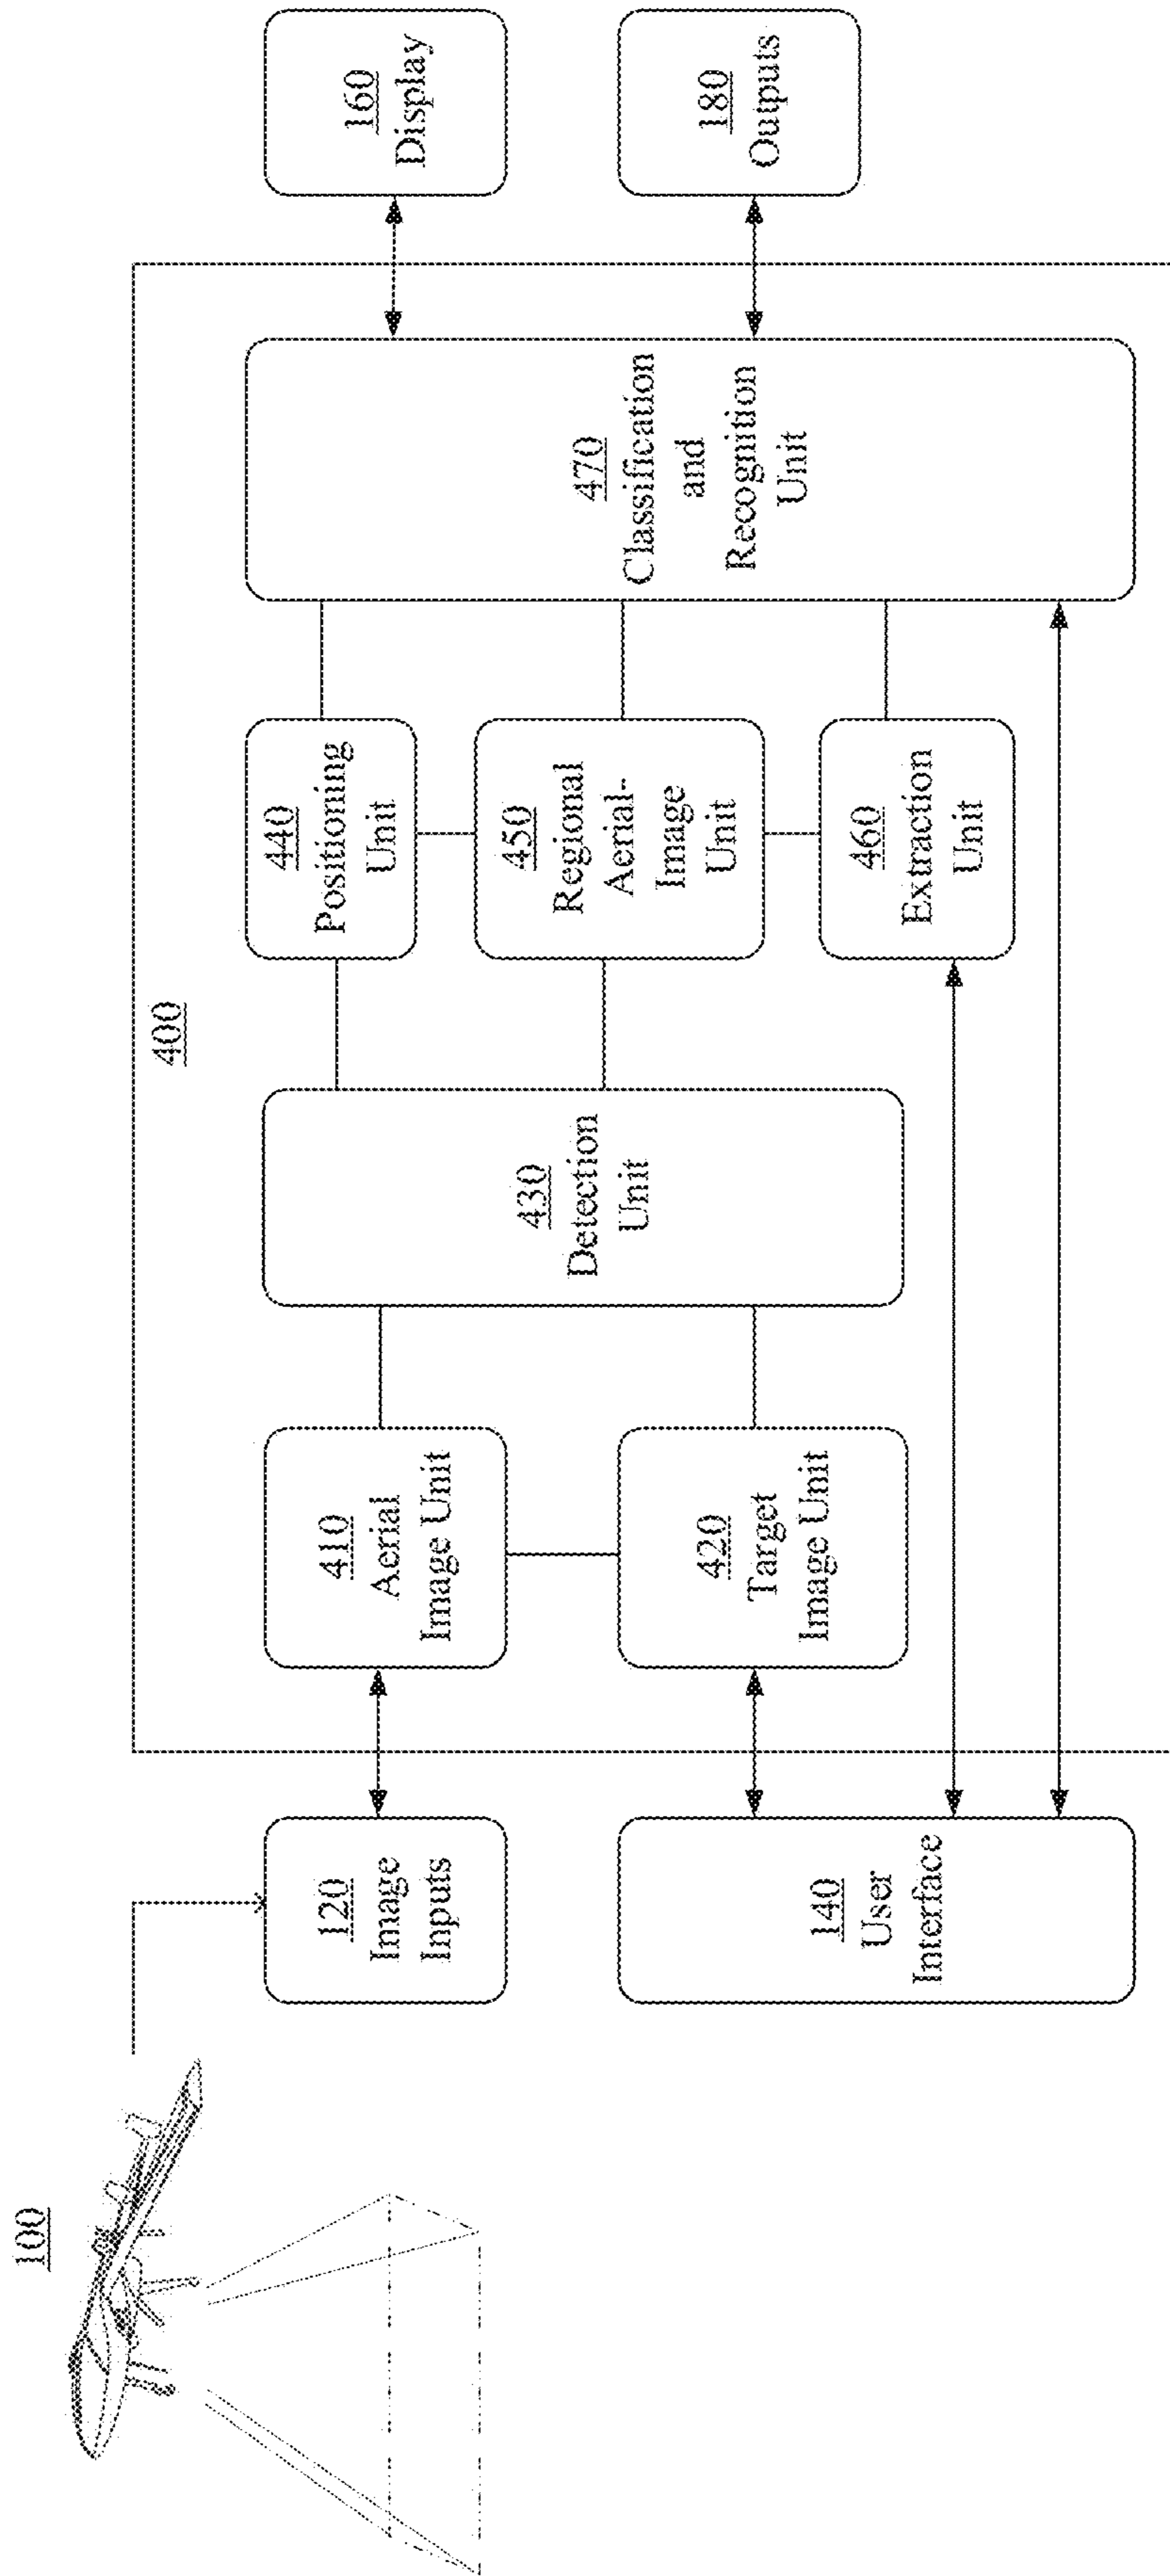 100
120
Image
Inputs
140
User
Interface
400
410
Aerial
Image Unit
420
Target
Image Unit
430
Detection
Unit
440
Positioning
Unit
450
Regional
Aerial-
Image
Unit
460
Extraction
Unit
470
Classification
and
Recognition
Unit
160
Display
180
Outputs